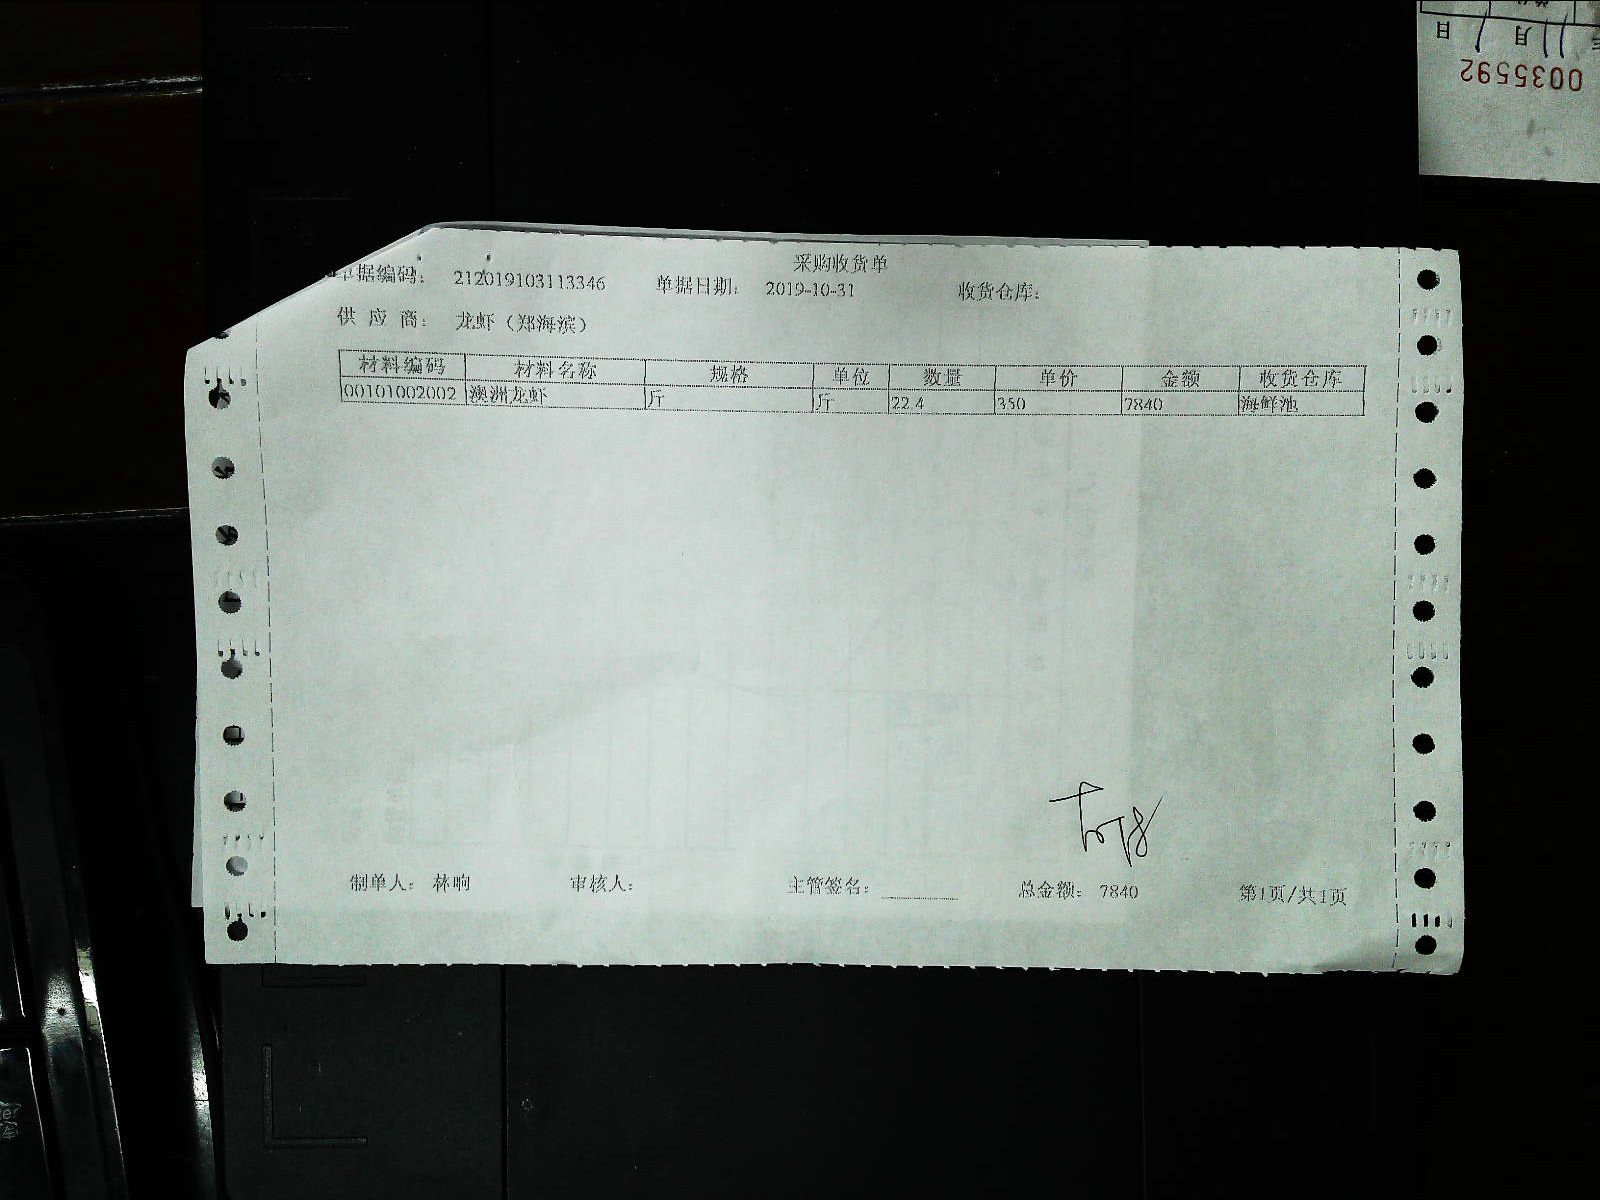 采购收货单
单据编码： 212019103113346 单据日期： 2019-10-31 收货仓库：
供 应 商： 龙虾（郑海滨）
材料编码 材料名称 规格 单位 数量 单价 金额 收货仓库
00101002002 澳洲龙虾 斤 斤 22.4 350 7840 海鲜池
制单人： 林晌 审核人： 主管签名： 总金额： 7840 第1页/共1页
11月1日
0035592